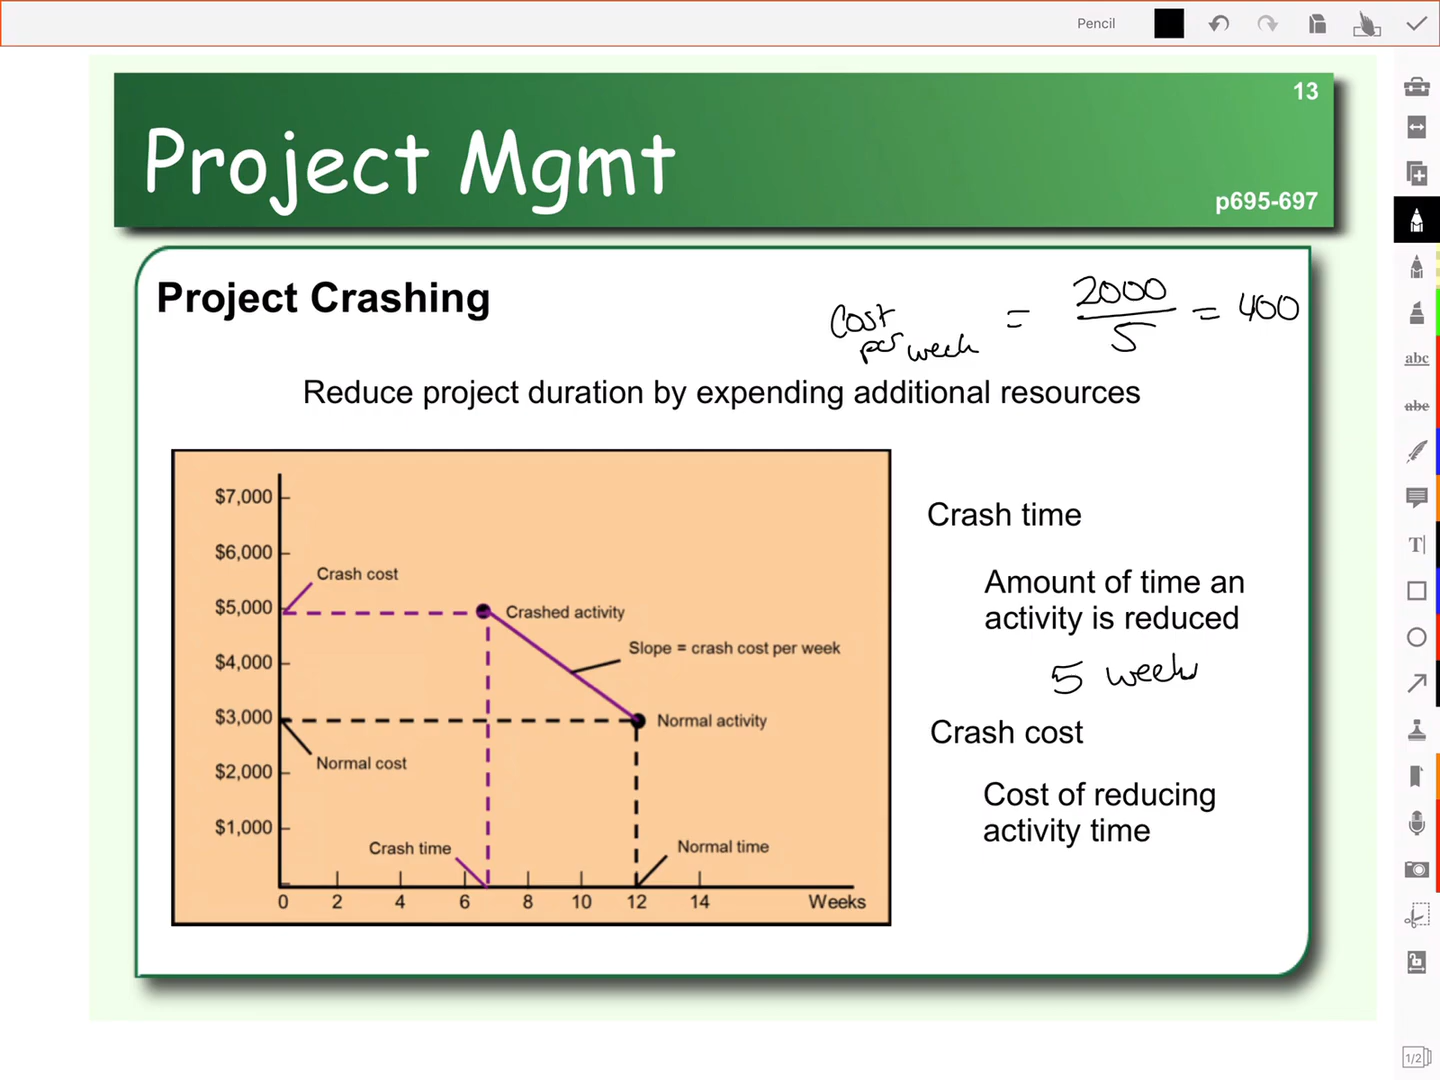 Pencil
13
Project Mgmt
p695-697
Project Crashing
Cost per week = 2000/5 = 400
Reduce project duration by expending additional resources
$7,000
$6,000
Crash cost
$5,000
Crashed activity
Slope = crash cost per week
$4,000
$3,000
Normal activity
Normal cost
$2,000
$1,000
Crash time
Normal time
0 2 4 6 8 10 12 14 Weeks
Crash time
Amount of time an
activity is reduced
5 weeks
Crash cost
Cost of reducing
activity time
abc
abc
T|
1/2